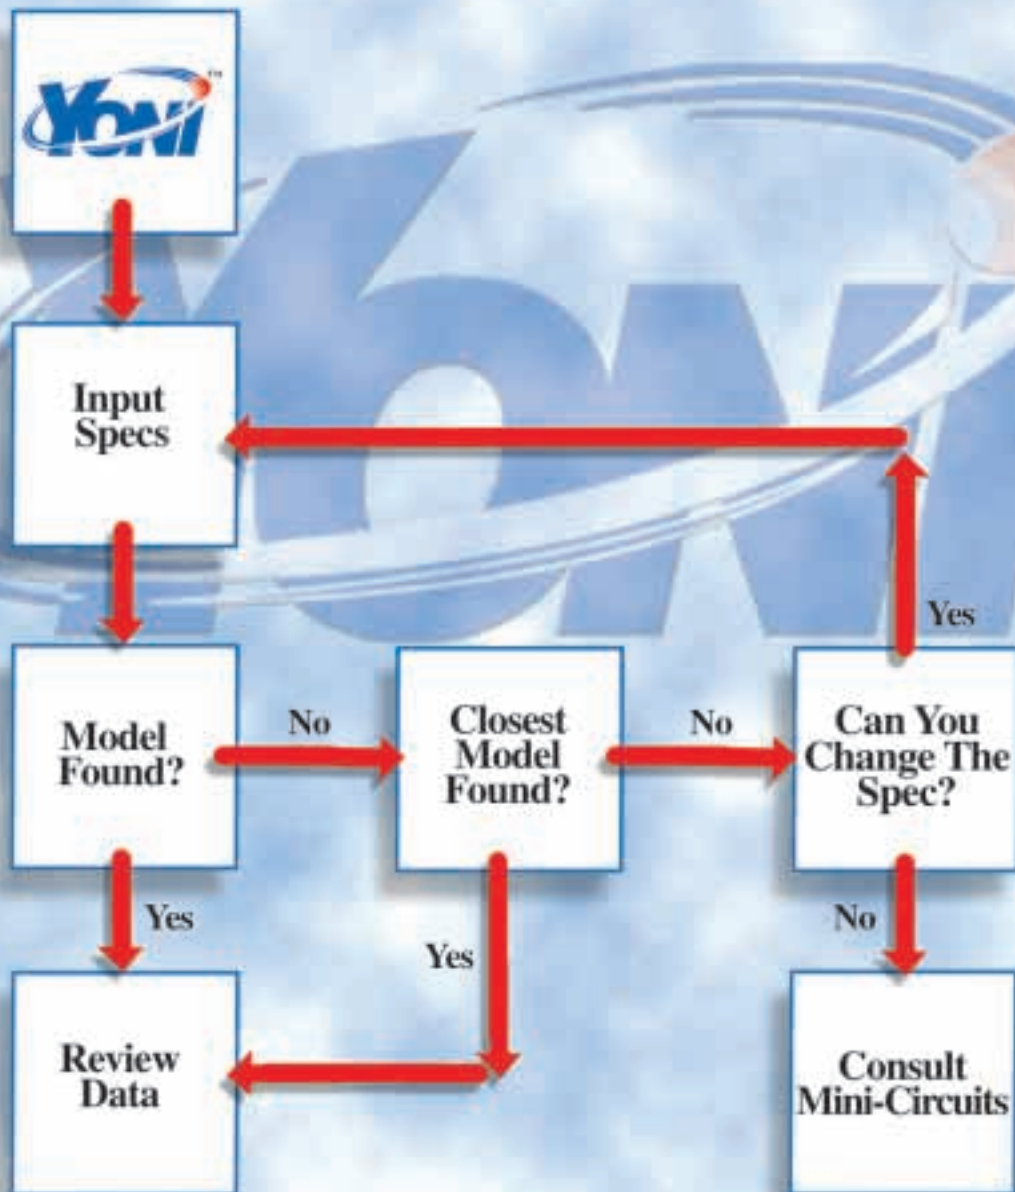 YONI™
Input
Specs
Yes
Model
Found?
No
Closest
Model
Found?
No
Can You
Change The
Spec?
Yes
Yes
No
Review
Data
Consult
Mini-Circuits
YONI